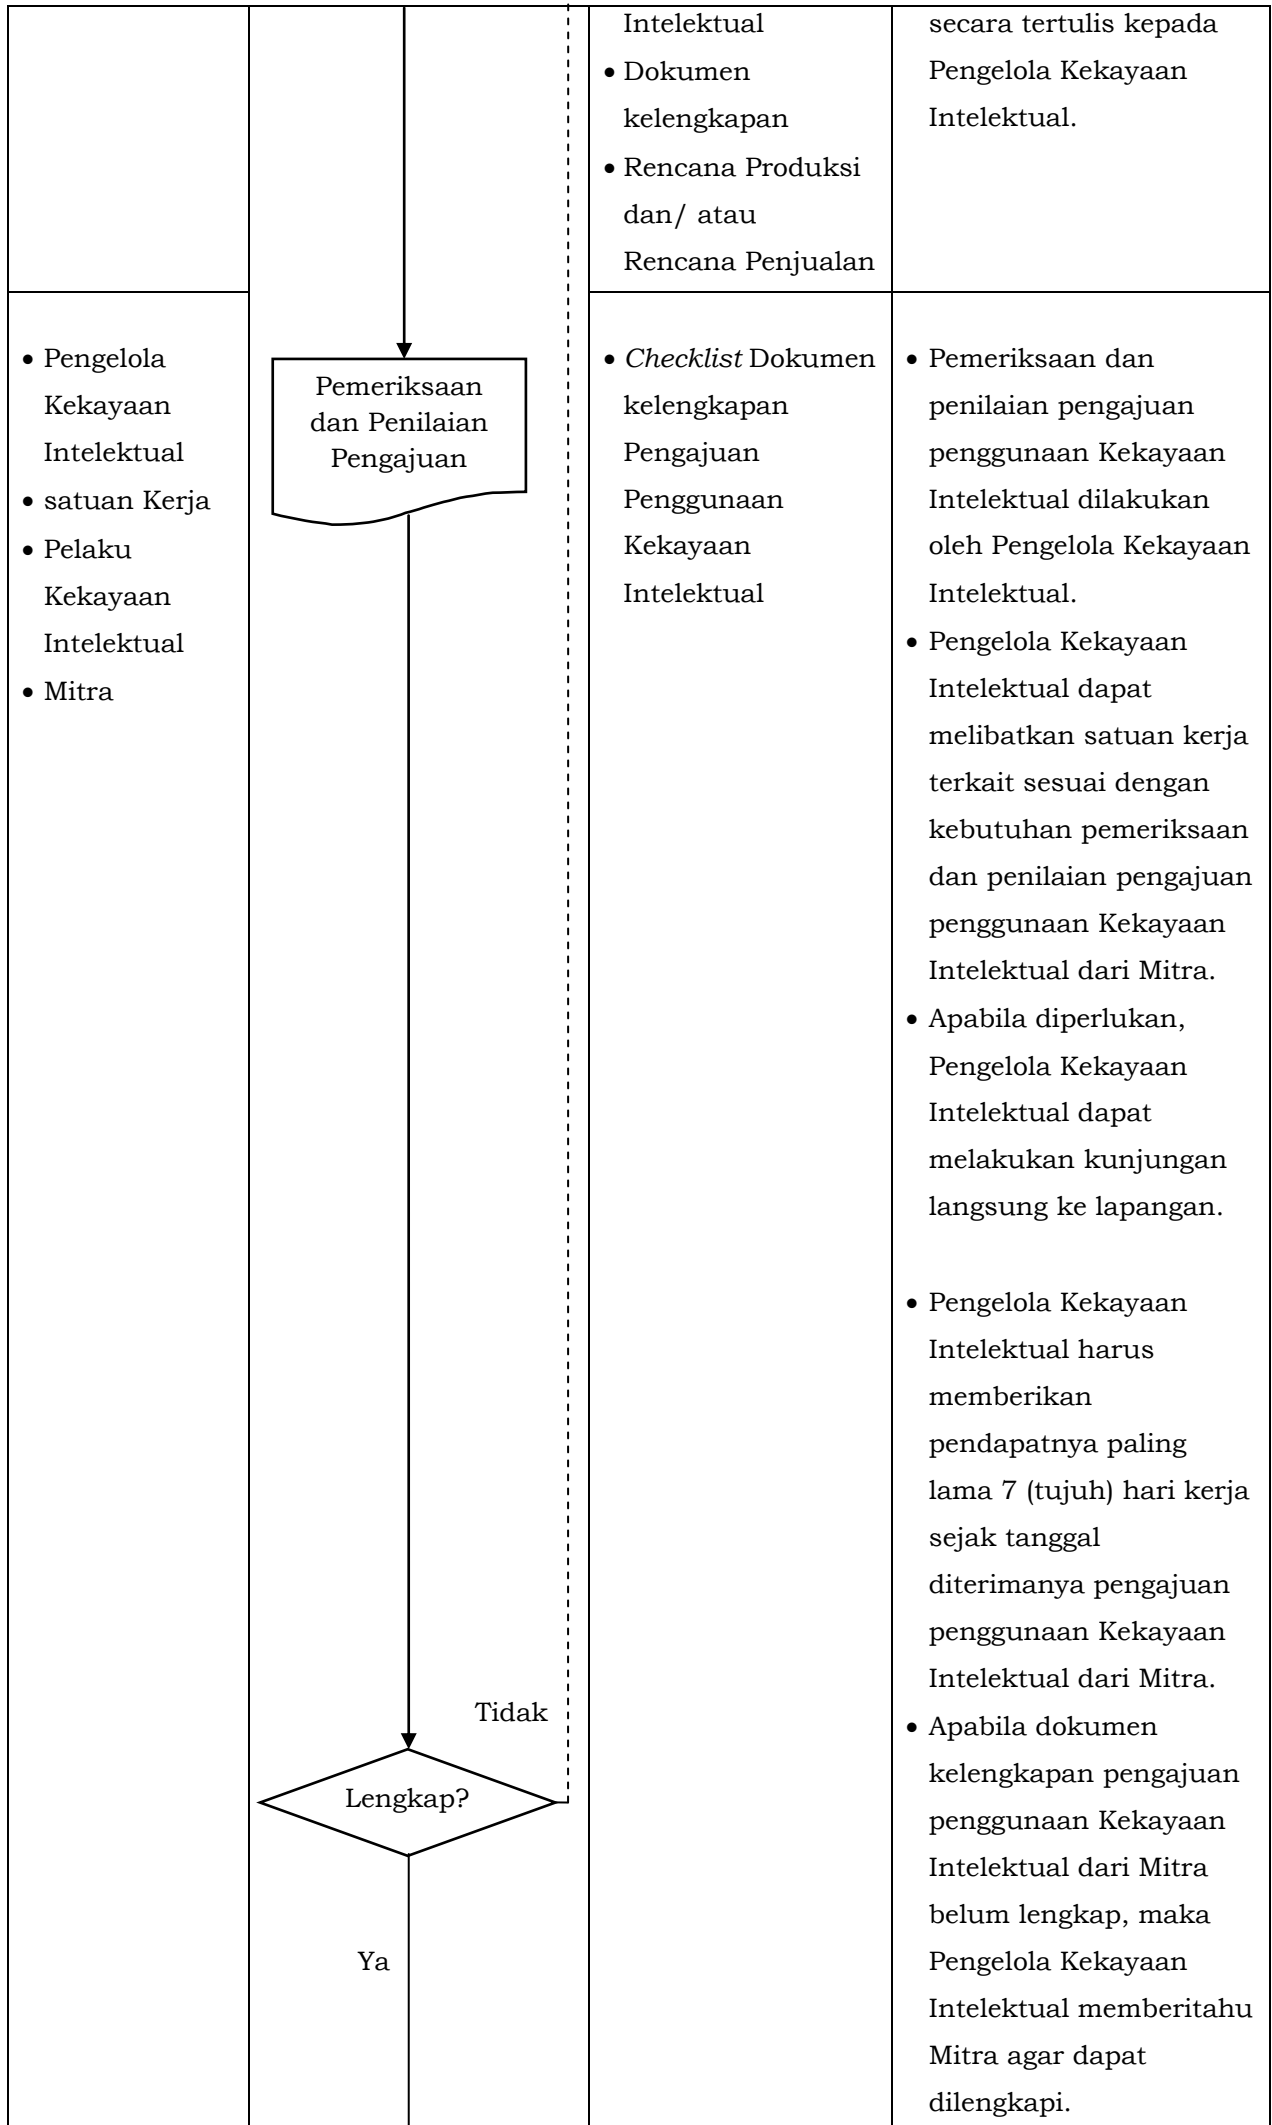 Intelektual
• Dokumen
kelengkapan
• Rencana Produksi
dan/ atau
Rencana Penjualan
secara tertulis kepada
Pengelola Kekayaan
Intelektual.
• Pengelola
Kekayaan
Intelektual
• satuan Kerja
• Pelaku
Kekayaan
Intelektual
• Mitra
Pemeriksaan
dan Penilaian
Pengajuan
Tidak
Lengkap?
Ya
• Checklist Dokumen
kelengkapan
Pengajuan
Penggunaan
Kekayaan
Intelektual
• Pemeriksaan dan
penilaian pengajuan
penggunaan Kekayaan
Intelektual dilakukan
oleh Pengelola Kekayaan
Intelektual.
• Pengelola Kekayaan
Intelektual dapat
melibatkan satuan kerja
terkait sesuai dengan
kebutuhan pemeriksaan
dan penilaian pengajuan
penggunaan Kekayaan
Intelektual dari Mitra.
• Apabila diperlukan,
Pengelola Kekayaan
Intelektual dapat
melakukan kunjungan
langsung ke lapangan.
• Pengelola Kekayaan
Intelektual harus
memberikan
pendapatnya paling
lama 7 (tujuh) hari kerja
sejak tanggal
diterimanya pengajuan
penggunaan Kekayaan
Intelektual dari Mitra.
• Apabila dokumen
kelengkapan pengajuan
penggunaan Kekayaan
Intelektual dari Mitra
belum lengkap, maka
Pengelola Kekayaan
Intelektual memberitahu
Mitra agar dapat
dilengkapi.